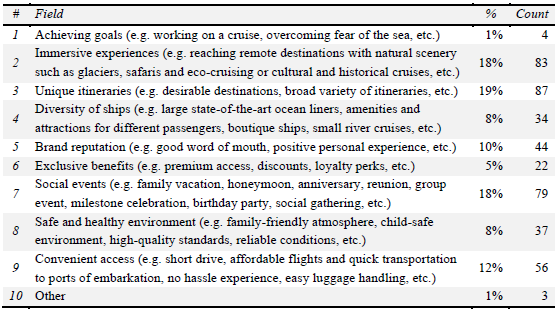 # Field % Count
1 Achieving goals (e.g. working on a cruise, overcoming fear of the sea, etc.) 1% 4
Immersive experiences (e.g. reaching remote destinations with natural scenery
2 18% 83
such as glaciers, safaris and eco-cruising or cultural and historical cruises, etc.)
3 Unique itineraries (e.g. desirable destinations, broad variety of itineraries, etc.) 19% 87
Diversity of ships (e.g. large state-of-the-art ocean liners, amenities and
4 8% 34
attractions for different passengers, boutique ships, small river cruises, etc.)
5 Brand reputation (e.g. good word of mouth, positive personal experience, etc.) 10% 44
6 Exclusive benefits (e.g. premium access, discounts, loyalty perks, etc.) 5% 22
Social events (e.g. family vacation, honeymoon, anniversary, reunion, group
7 18% 79
event, milestone celebration, birthday party, social gathering, etc.)
Safe and healthy environment (e.g. family-friendly atmosphere, child-safe
8 8% 37
environment, high-quality standards, reliable conditions, etc.)
Convenient access (e.g. short drive, affordable flights and quick transportation
9 12% 56
to ports of embarkation, no hassle experience, easy luggage handling, etc.)
10 Other 1% 3